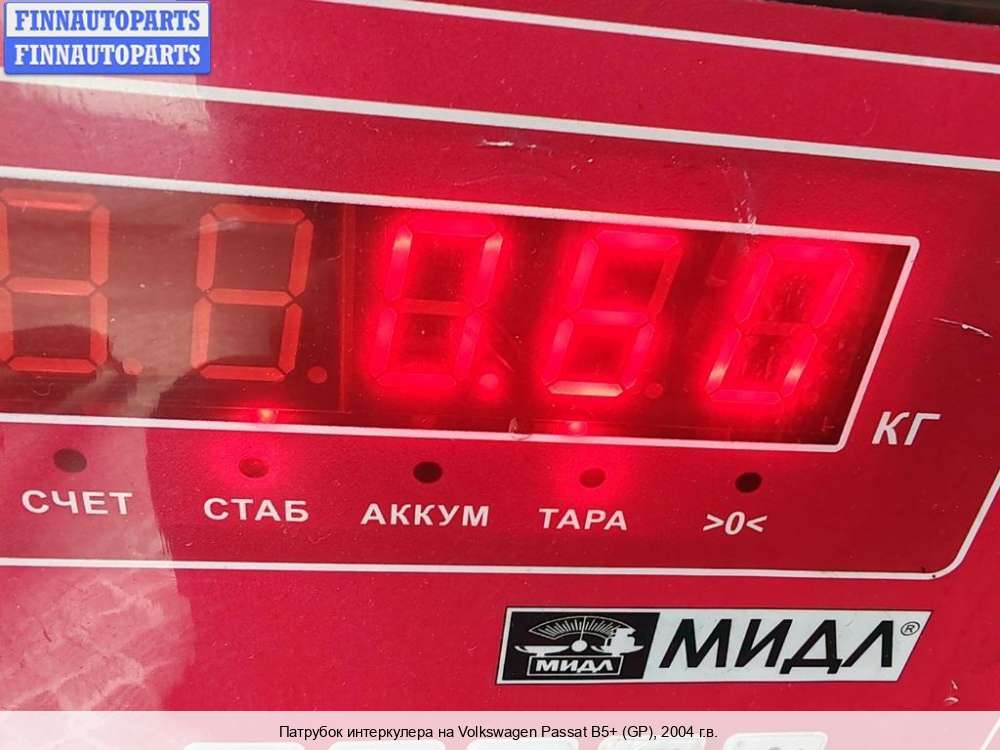 FINNAUTOPARTS
FINNAUTOPARTS
0.60
КГ
СЧЕТ СТАБ АККУМ ТАРА >0<
МИДЛ МИДЛ®
Патрубок интеркулера на Volkswagen Passat B5+ (GP), 2004 г.в.